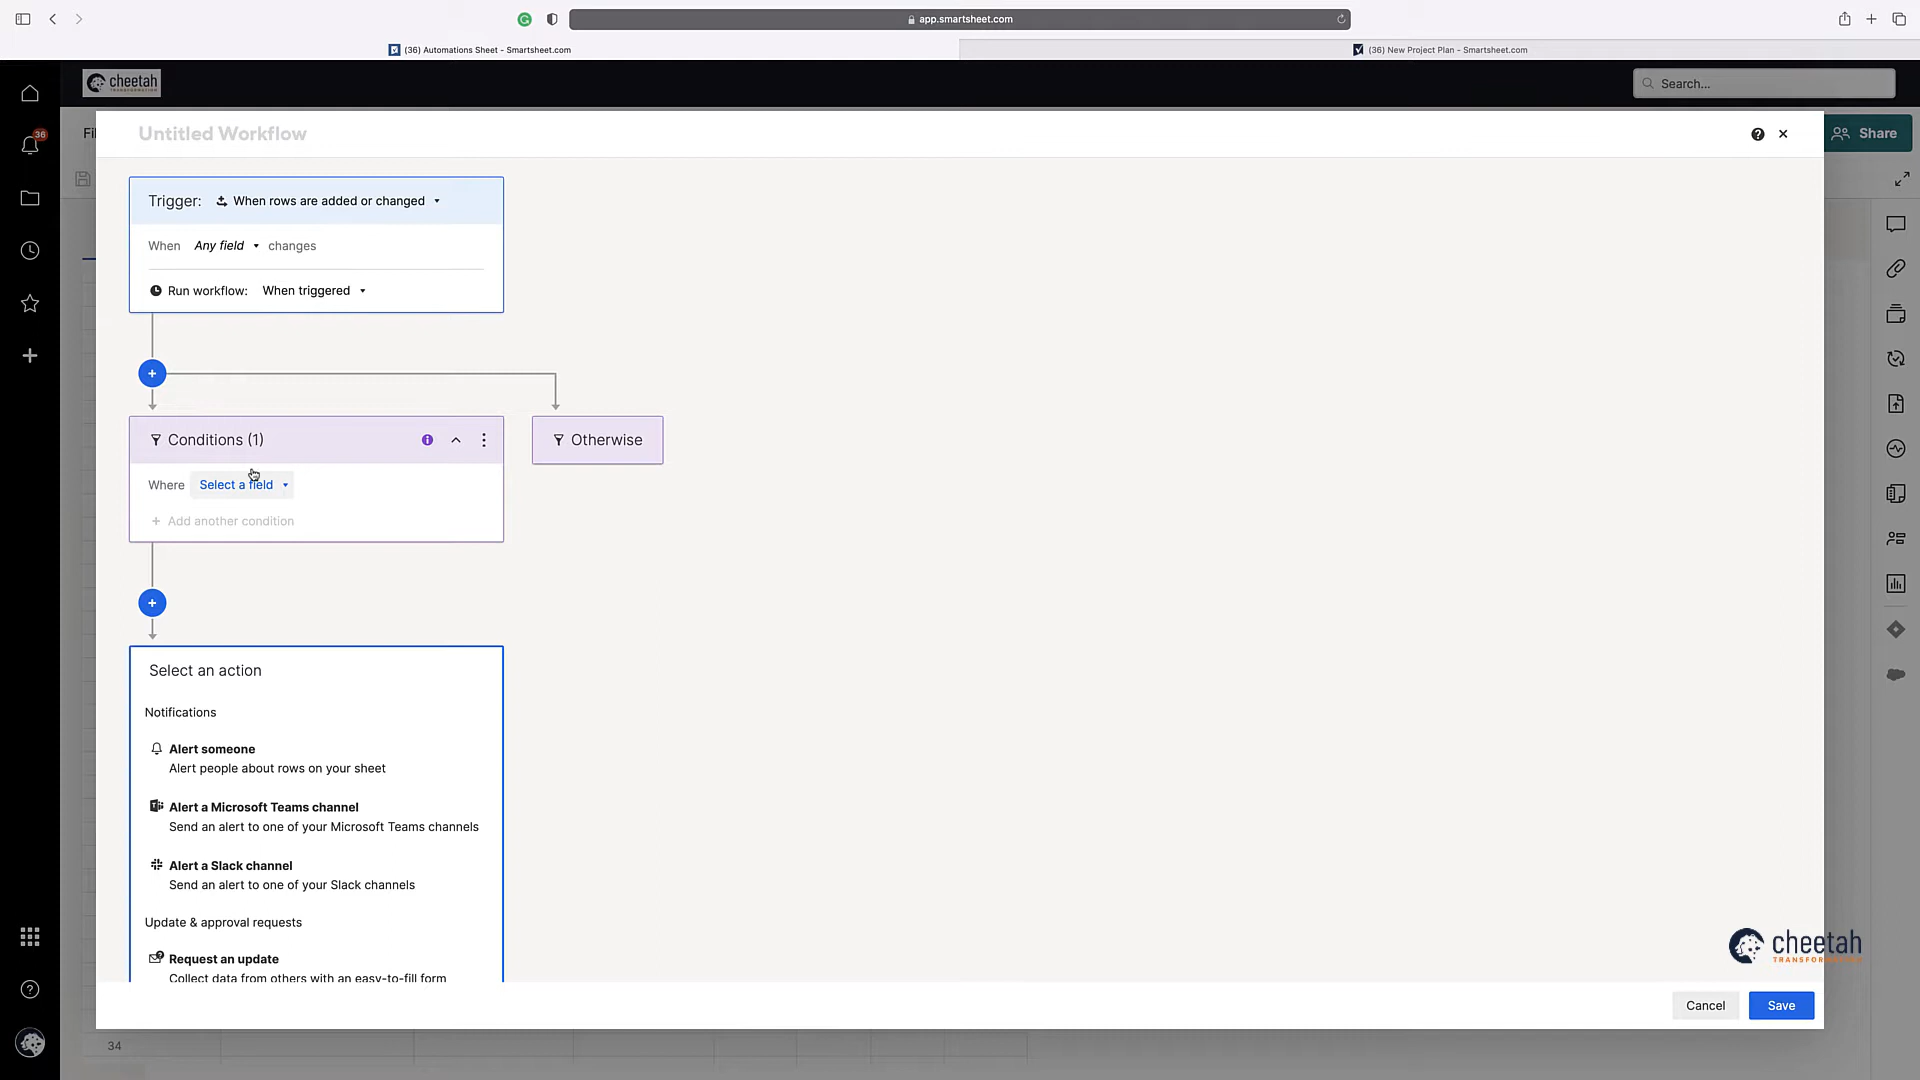 app.smartsheet.com
(36) Automations Sheet - Smartsheet.com
(36) New Project Plan - Smartsheet.com
cheetah
TRANSFORMATION
Search...
36
Fil
Untitled Workflow
Share
Trigger: When rows are added or changed
When Any field changes
Run workflow: When triggered
Conditions (1)
Otherwise
Where Select a field
+ Add another condition
Select an action
Notifications
Alert someone
Alert people about rows on your sheet
Alert a Microsoft Teams channel
Send an alert to one of your Microsoft Teams channels
Alert a Slack channel
Send an alert to one of your Slack channels
Update & approval requests
Request an update
Collect data from others with an easy-to-fill form
cheetah
Cancel
Save
34